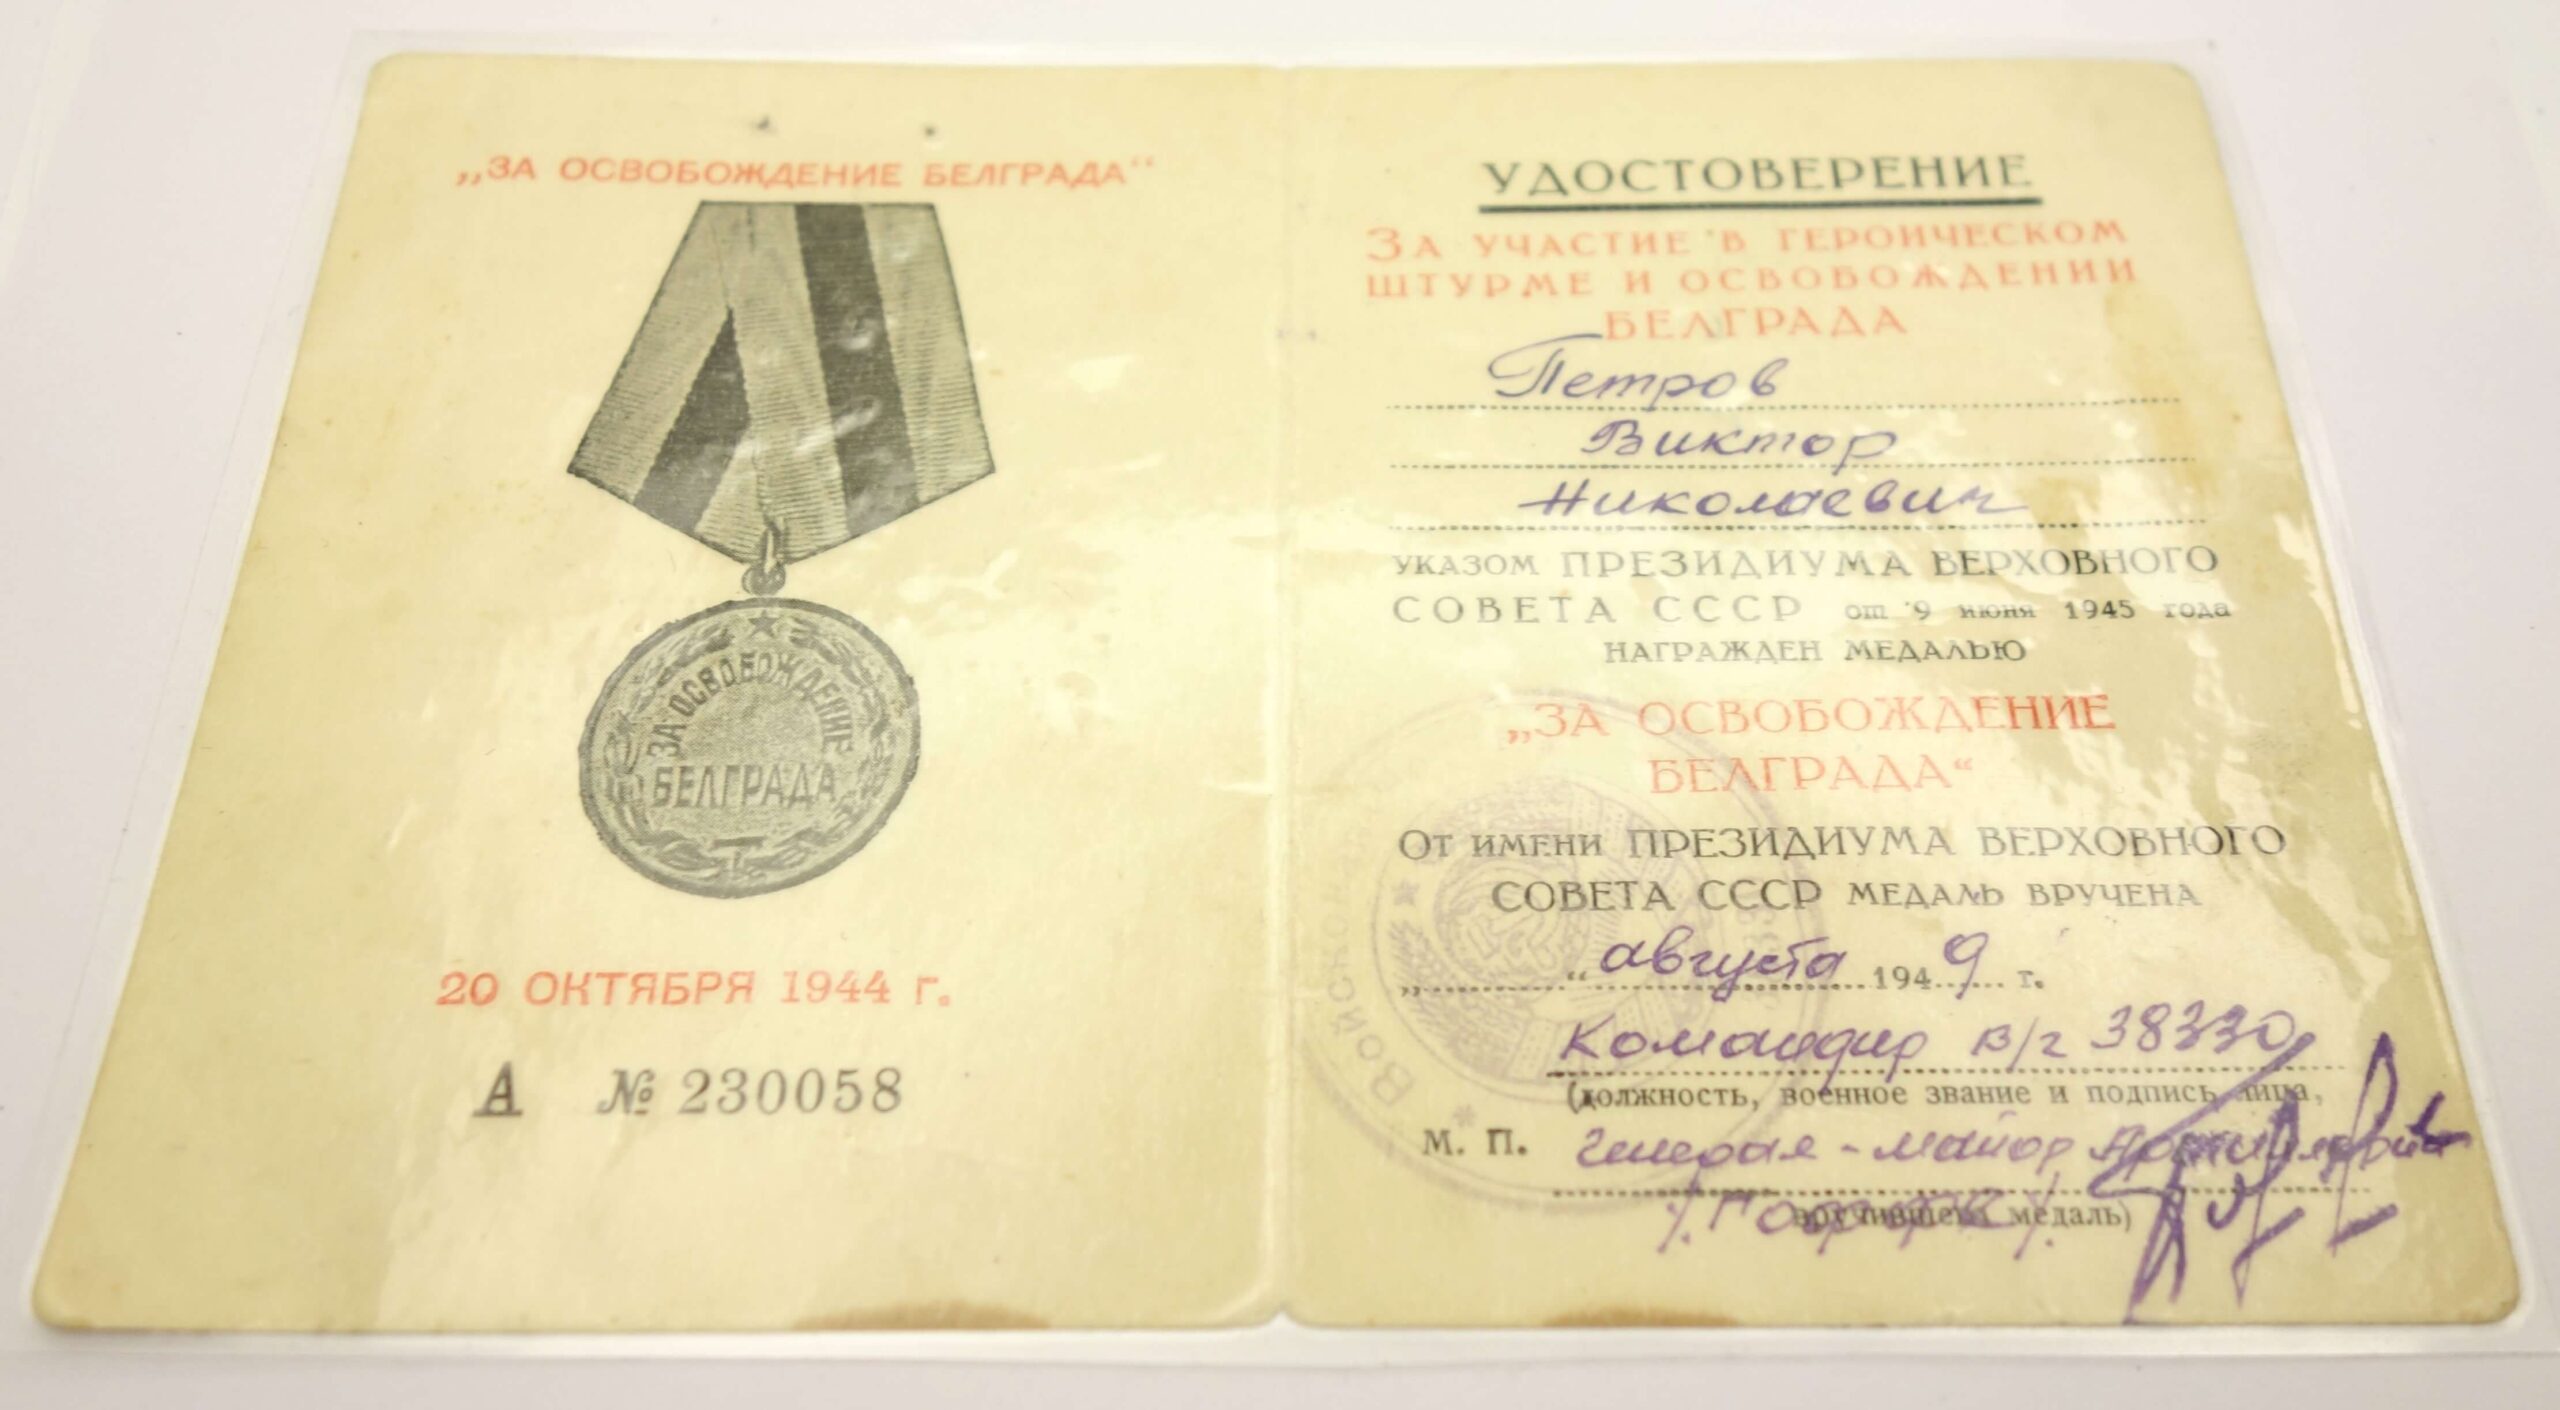 „ЗА ОСВОБОЖДЕНИЕ БЕЛГРАДА“
ЗА ОСВОБОЖДЕНИЕ
БЕЛГРАДА
20 ОКТЯБРЯ 1944 г.
А № 230058
УДОСТОВЕРЕНИЕ
ЗА УЧАСТИЕ В ГЕРОИЧЕСКОМ
ШТУРМЕ И ОСВОБОЖДЕНИИ
БЕЛГРАДА
Петров
Виктор
Николаевич
УКАЗОМ ПРЕЗИДИУМА ВЕРХОВНОГО
СОВЕТА СССР от 9 июня 1945 года
НАГРАЖДЕН МЕДАЛЬЮ
„ЗА ОСВОБОЖДЕНИЕ
БЕЛГРАДА“
ОТ ИМЕНИ ПРЕЗИДИУМА ВЕРХОВНОГО
СОВЕТА СССР МЕДАЛЬ ВРУЧЕНА
„ “ августа 1949 г.
Командир в/ч 38330
(должность, военное звание и подпись лица,
М. П. генерал-майор Артиллерии
вручившего медаль)